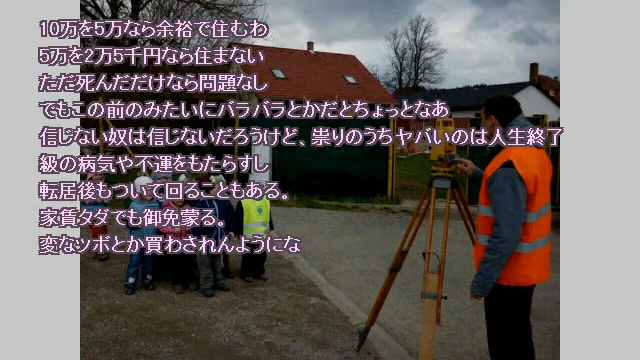 10万を5万なら余裕で住むわ
5万を2万5千円なら住まない
ただ死んだだけなら問題なし
でもこの前のみたいにバラバラとかだとちょっとなあ
信じない奴は信じないだろうけど、祟りのうちヤバいのは人生終了
級の病気や不運をもたらすし
転居後もついて回ることもある。
家賃タダでも御免蒙る。
変なツボとか買わされんようにな